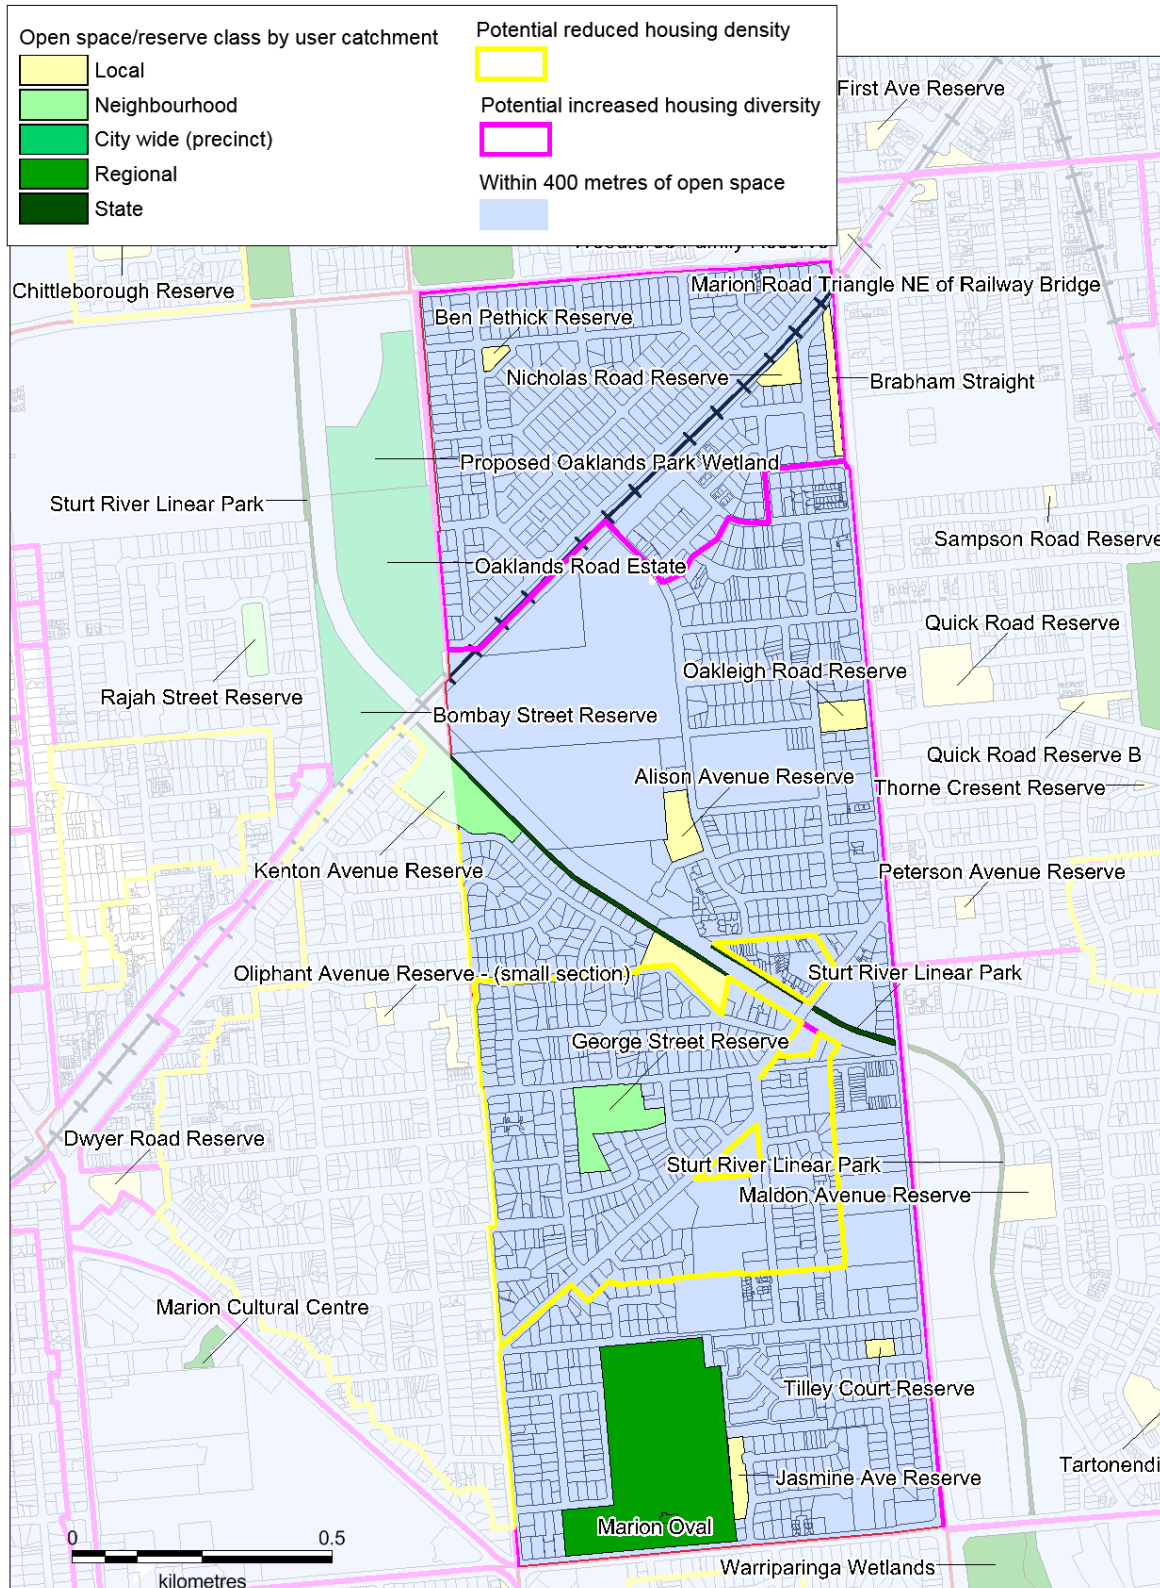 Open space/reserve class by user catchment
Local
Neighbourhood
City wide (precinct)
Regional
State
Potential reduced housing density
Potential increased housing diversity
Within 400 metres of open space
First Ave Reserve
Chittleborough Reserve
Marion Road Triangle NE of Railway Bridge
Ben Pethick Reserve
Nicholas Road Reserve
Brabham Straight
Proposed Oaklands Park Wetland
Sturt River Linear Park
Sampson Road Reserve
Oaklands Road Estate
Quick Road Reserve
Oakleigh Road Reserve
Rajah Street Reserve
Bombay Street Reserve
Quick Road Reserve B
Alison Avenue Reserve
Thorne Cresent Reserve
Kenton Avenue Reserve
Peterson Avenue Reserve
Oliphant Avenue Reserve - (small section)
Sturt River Linear Park
George Street Reserve
Dwyer Road Reserve
Sturt River Linear Park
Maldon Avenue Reserve
Marion Cultural Centre
Tilley Court Reserve
Tartonendi
Jasmine Ave Reserve
Marion Oval
Warriparinga Wetlands
0 0.5
kilometres